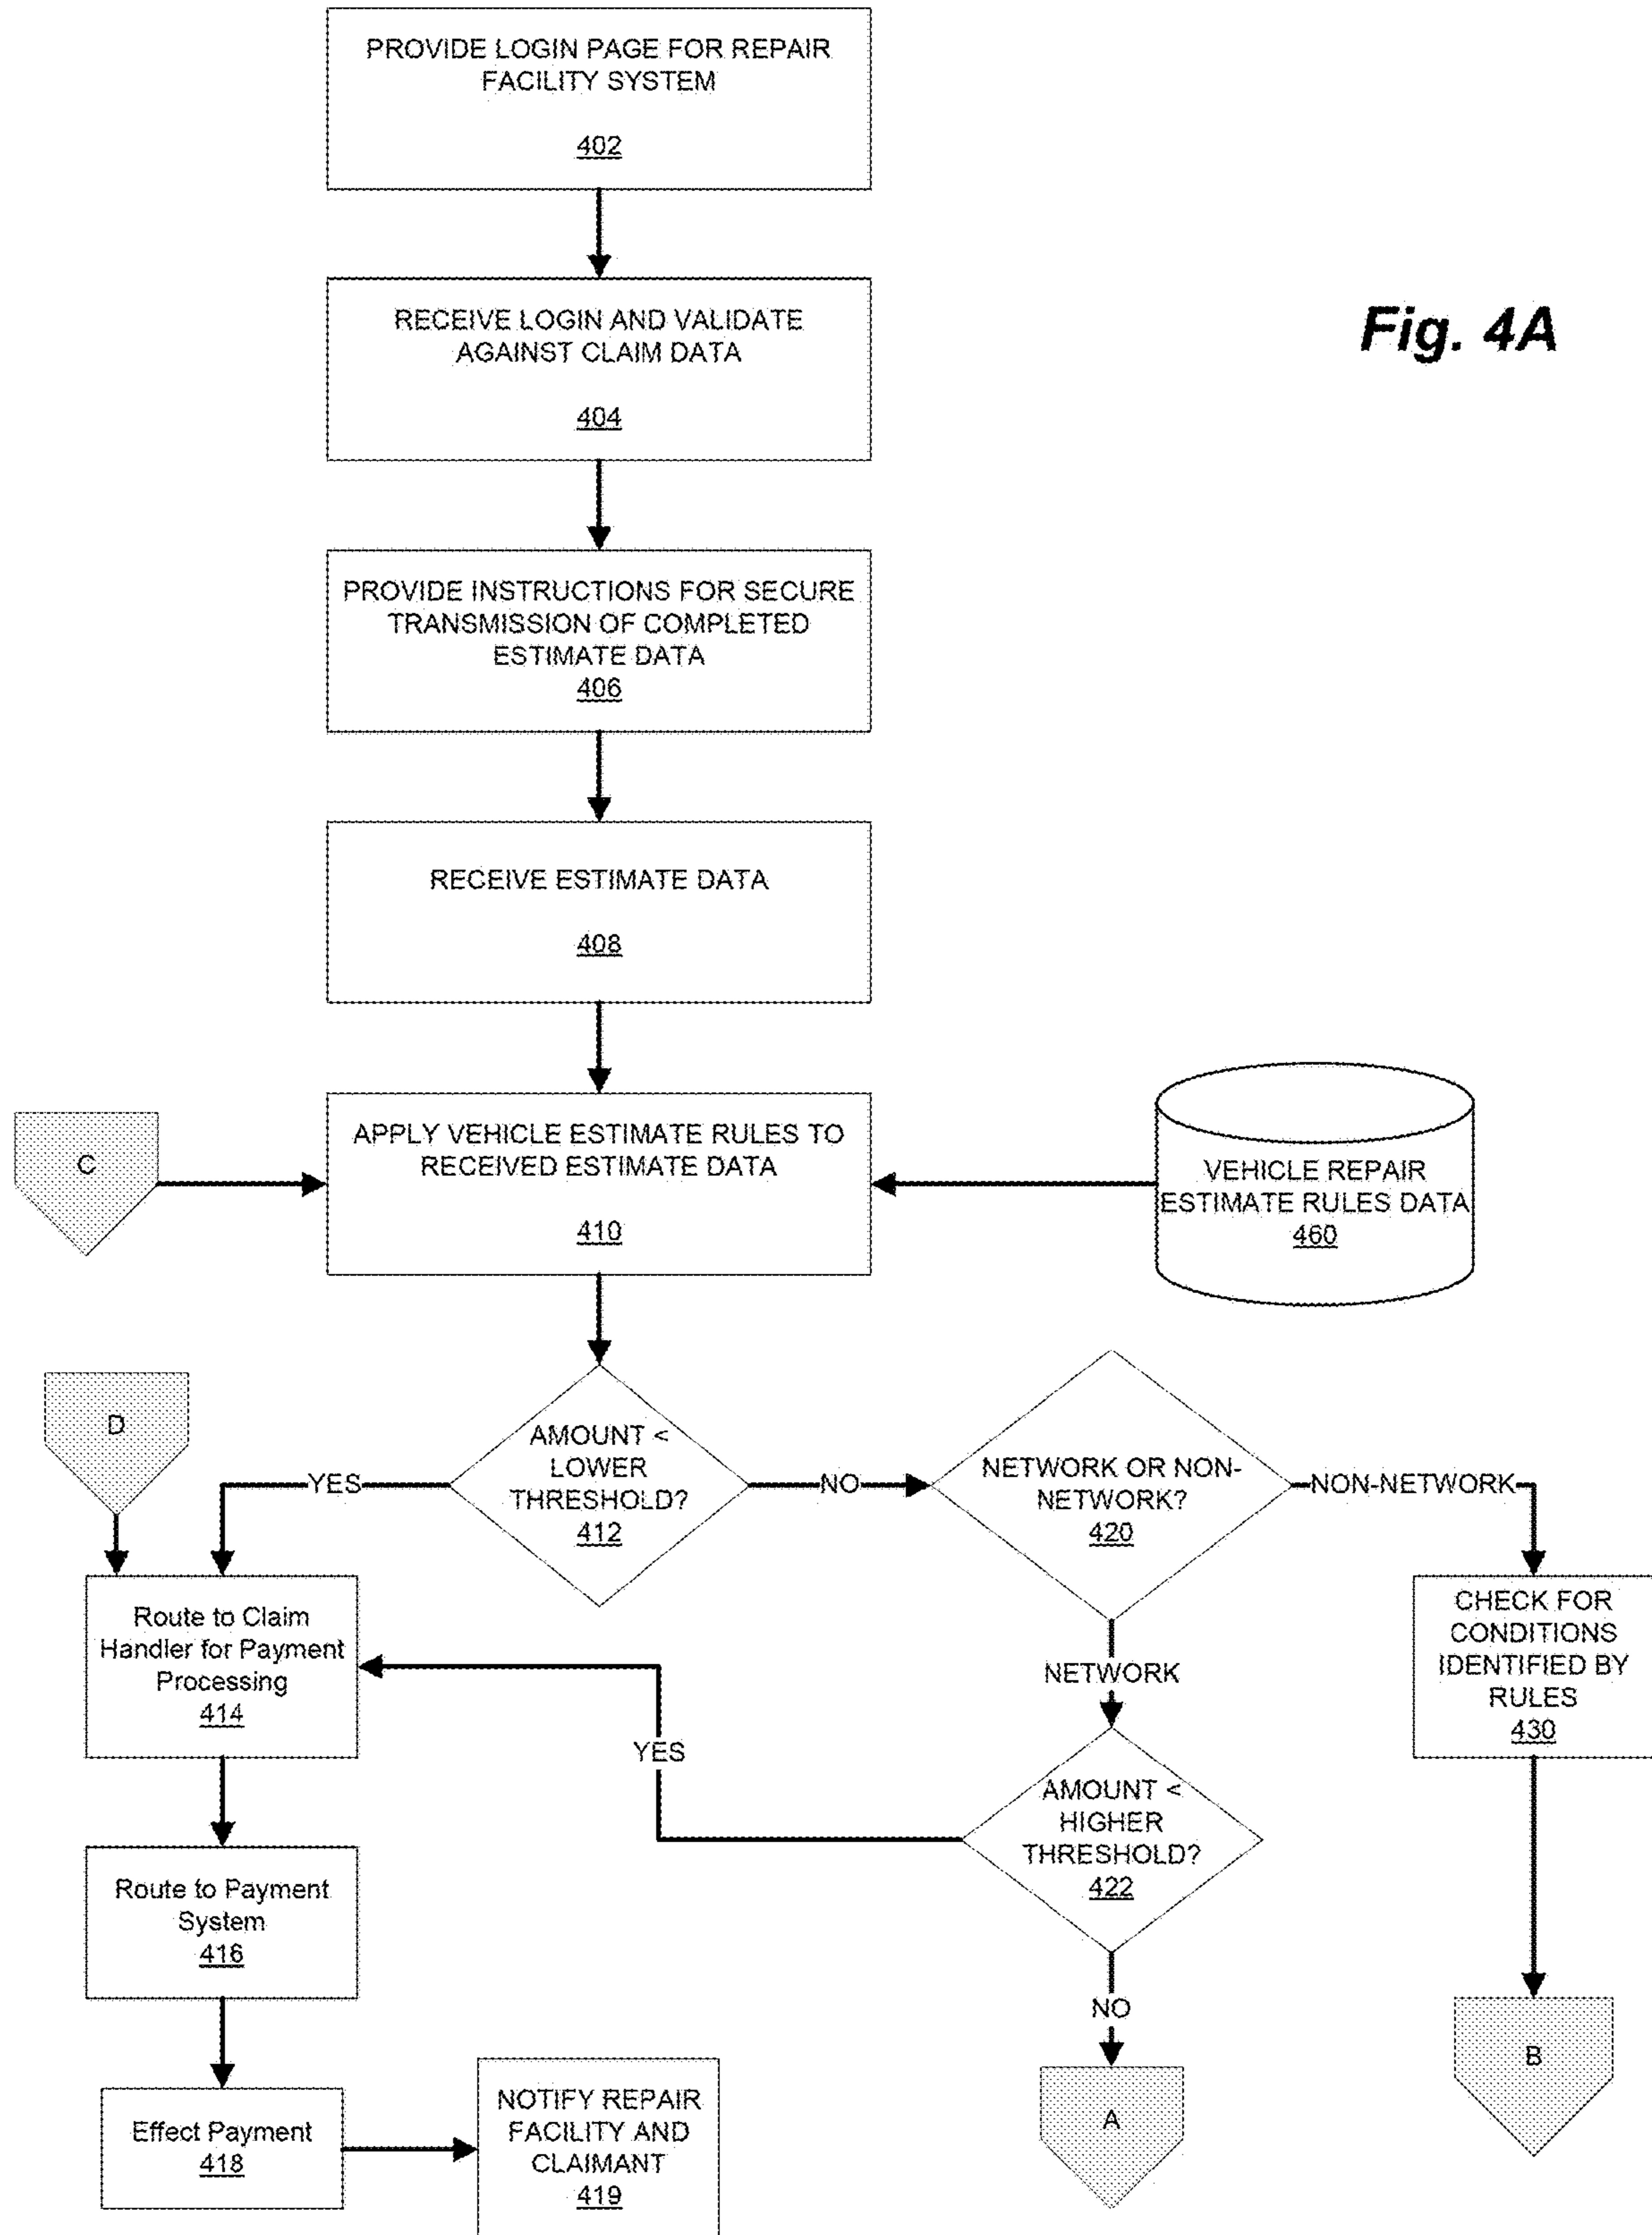 PROVIDE LOGIN PAGE FOR REPAIR
FACILITY SYSTEM
402
RECEIVE LOGIN AND VALIDATE
AGAINST CLAIM DATA
404
Fig. 4A
PROVIDE INSTRUCTIONS FOR SECURE
TRANSMISSION OF COMPLETED
ESTIMATE DATA
406
RECEIVE ESTIMATE DATA
408
C
APPLY VEHICLE ESTIMATE RULES TO
RECEIVED ESTIMATE DATA
410
VEHICLE REPAIR
ESTIMATE RULES DATA
460
D
YES
AMOUNT <
LOWER
THRESHOLD?
412
NO
NETWORK OR NON-
NETWORK?
420
NON-NETWORK
Route to Claim
Handler for Payment
Processing
414
NETWORK
CHECK FOR
CONDITIONS
IDENTIFIED BY
RULES
430
YES
AMOUNT <
HIGHER
THRESHOLD?
422
Route to Payment
System
416
NO
A
B
Effect Payment
418
NOTIFY REPAIR
FACILITY AND
CLAIMANT
419